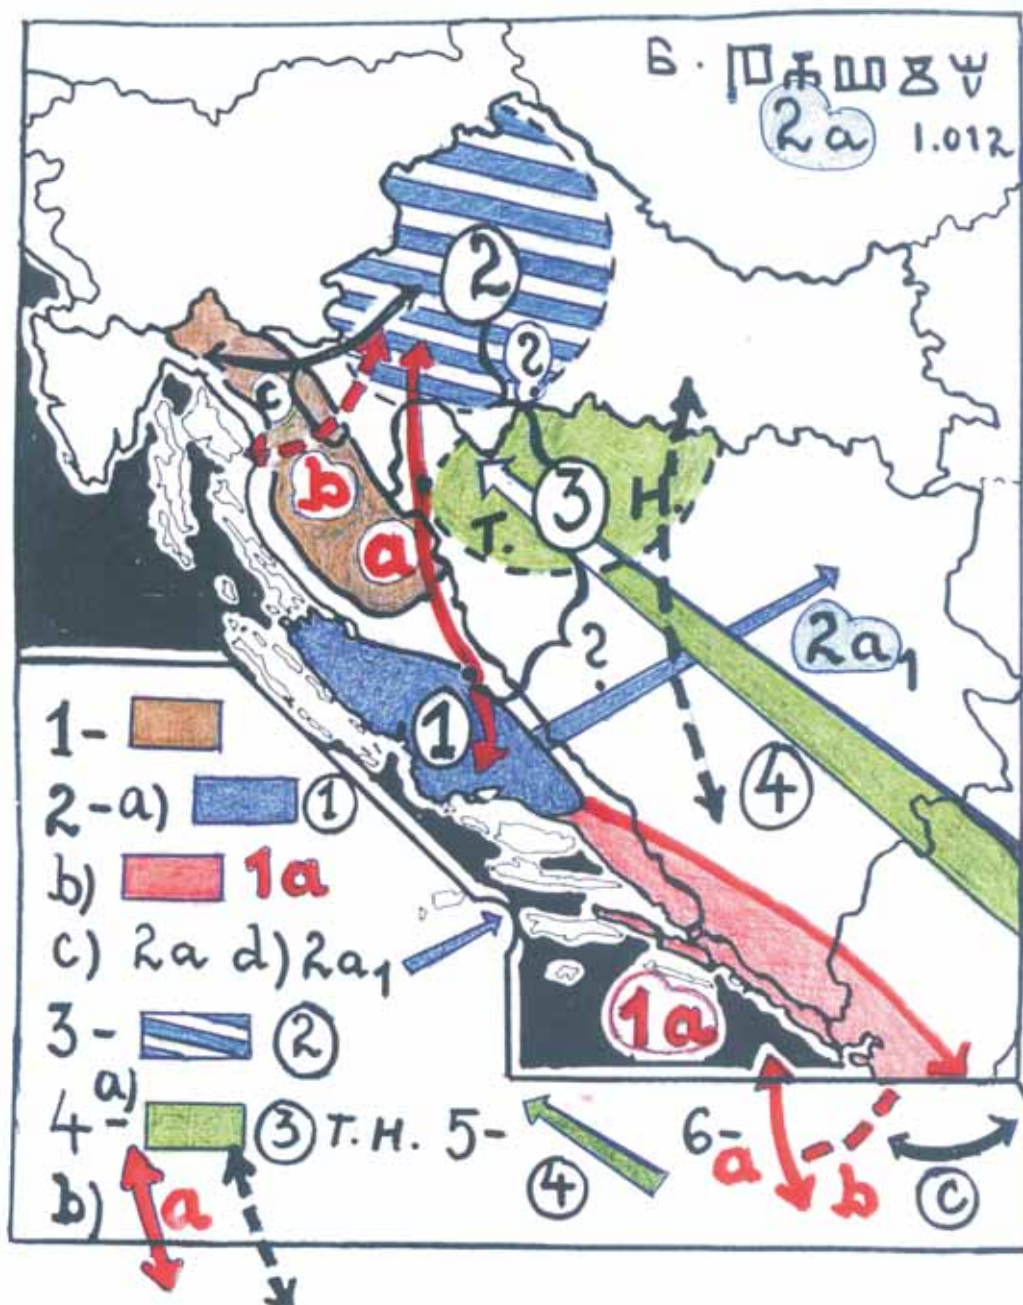 Б.
2a 1.012
2
?
c
b
3
T. H.
a
?
2a₁
1
4
1a
1-
2-a) 1
b) 1a
c) 2a d) 2a₁
3- 2
4- a) 3 T.H. 5- 4 6- a b c
b) a